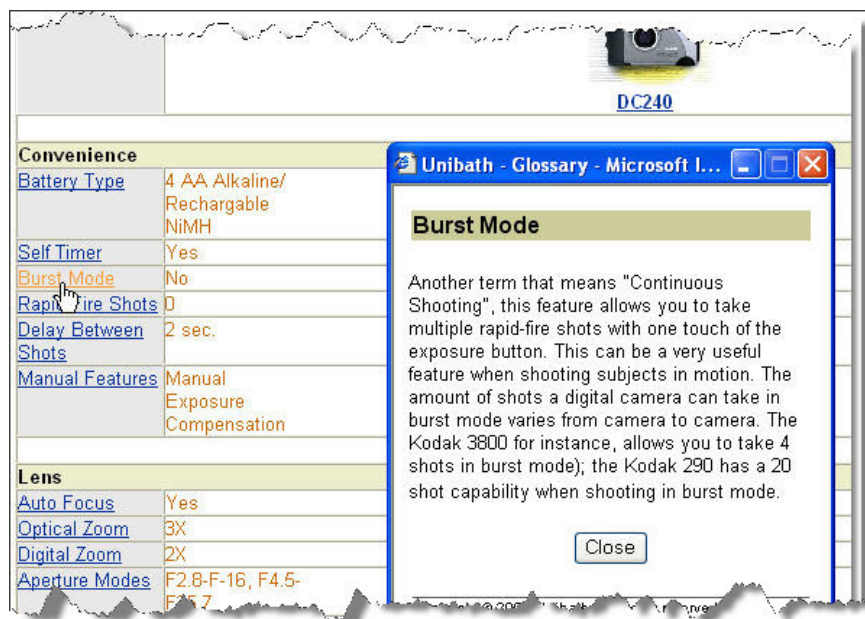 DC240
Convenience
Battery Type 4 AA Alkaline/
Rechargable
NiMH
Self Timer Yes
Burst Mode No
Rapid Fire Shots 0
Delay Between 2 sec.
Shots
Manual Features Manual
Exposure
Compensation
Lens
Auto Focus Yes
Optical Zoom 3X
Digital Zoom 2X
Aperture Modes F2.8-F-16, F4.5-
Unibath - Glossary - Microsoft I...
Burst Mode
Another term that means "Continuous
Shooting", this feature allows you to take
multiple rapid-fire shots with one touch of the
exposure button. This can be a very useful
feature when shooting subjects in motion. The
amount of shots a digital camera can take in
burst mode varies from camera to camera. The
Kodak 3800 for instance, allows you to take 4
shots in burst mode); the Kodak 290 has a 20
shot capability when shooting in burst mode.
Close